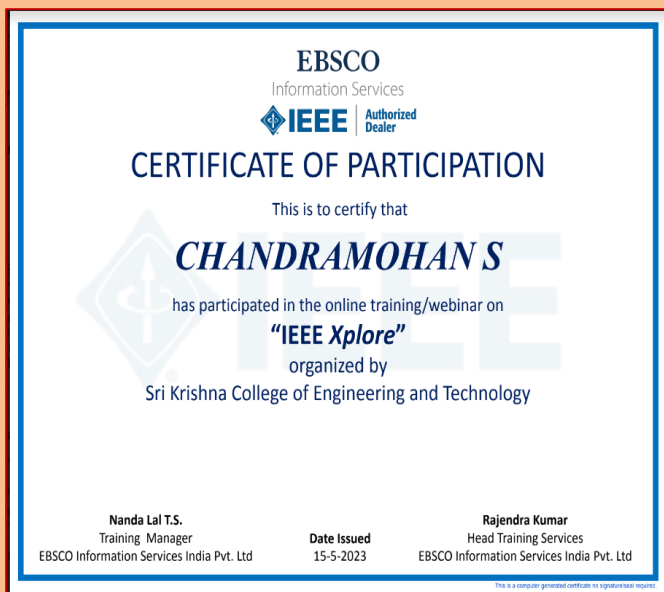 EBSCO
Information Services
IEEE Authorized Dealer
CERTIFICATE OF PARTICIPATION
This is to certify that
CHANDRAMOHAN S
has participated in the online training/webinar on
“IEEE Xplore”
organized by
Sri Krishna College of Engineering and Technology
IEEE
Nanda Lal T.S.
Training Manager
EBSCO Information Services India Pvt. Ltd
Date Issued
15-5-2023
Rajendra Kumar
Head Training Services
EBSCO Information Services India Pvt. Ltd
This is a computer generated certificate no signature/seal required.